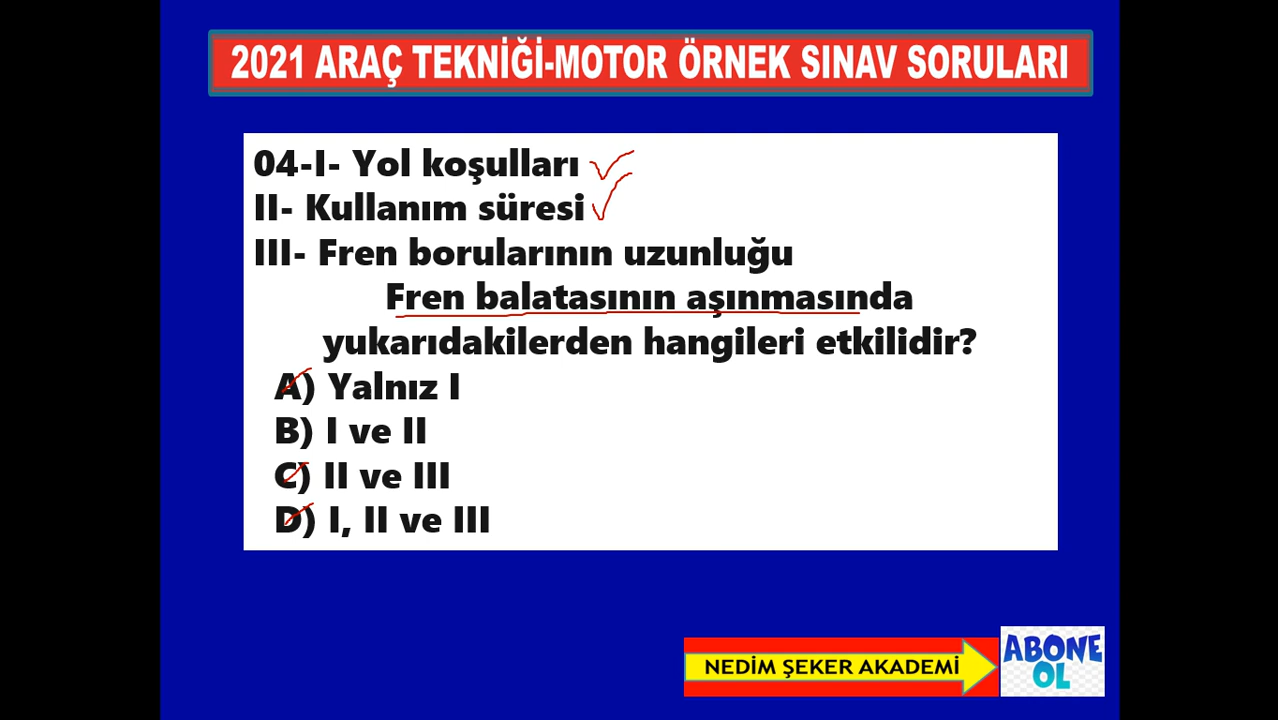 2021 ARAÇ TEKNİĞİ-MOTOR ÖRNEK SINAV SORULARI
04-I- Yol koşulları
II- Kullanım süresi
III- Fren borularının uzunluğu
Fren balatasının aşınmasında
yukarıdakilerden hangileri etkilidir?
A) Yalnız I
B) I ve II
C) II ve III
D) I, II ve III
NEDİM ŞEKER AKADEMİ
ABONE
OL